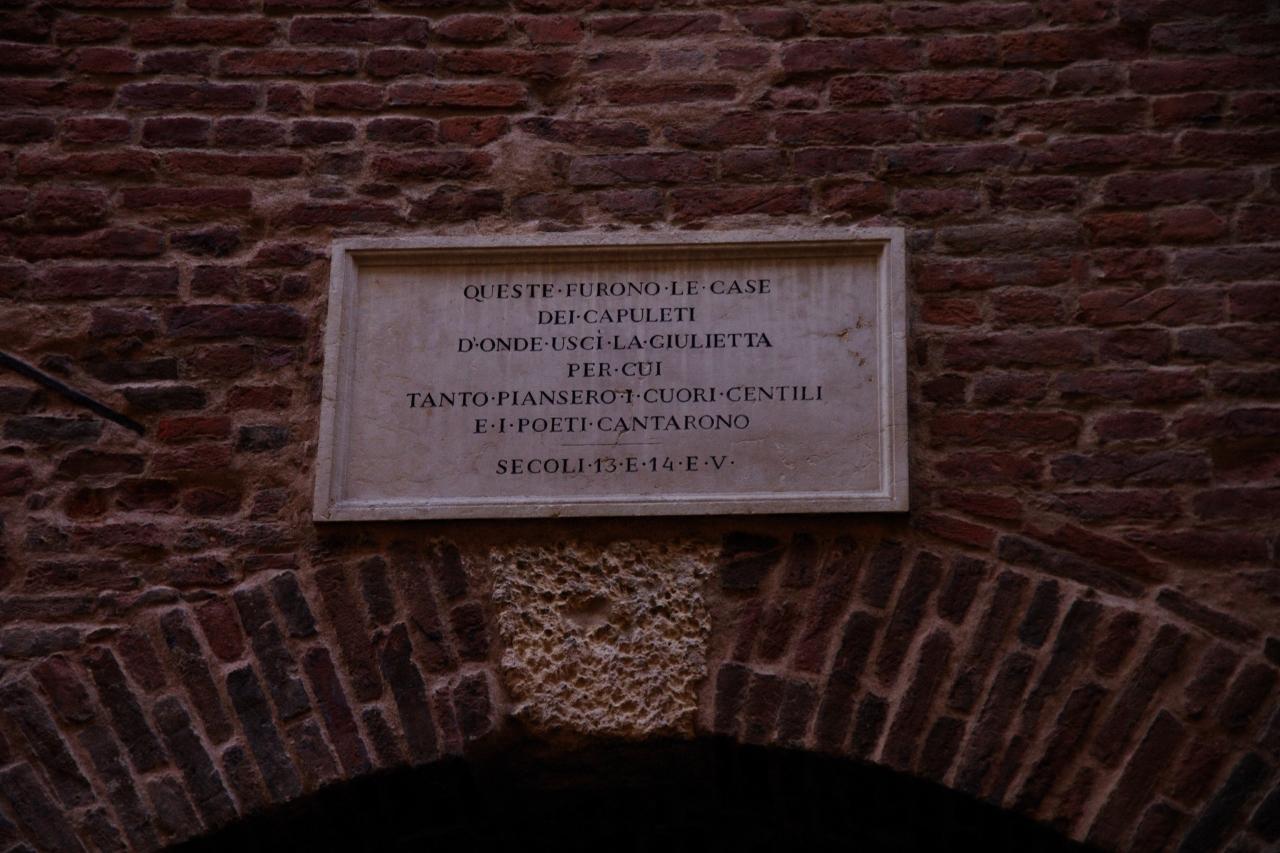 QUESTE·FURONO·LE·CASE
DEI·CAPULETI
D'·ONDE·USCÌ·LA·GIULIETTA
PER·CUI
TANTO·PIANSERO·I·CUORI·GENTILI
E·I·POETI·CANTARONO
SECOLI·13·E·14·E·V·